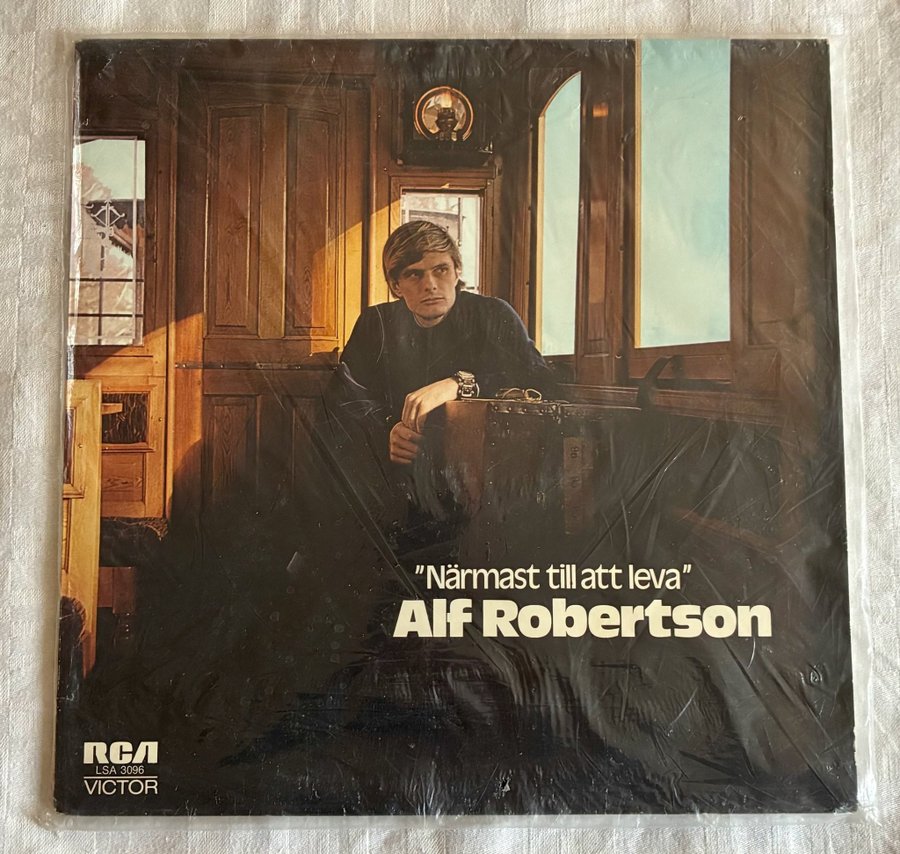 "Närmast till att leva"
Alf Robertson
RCA
LSA 3096
VICTOR